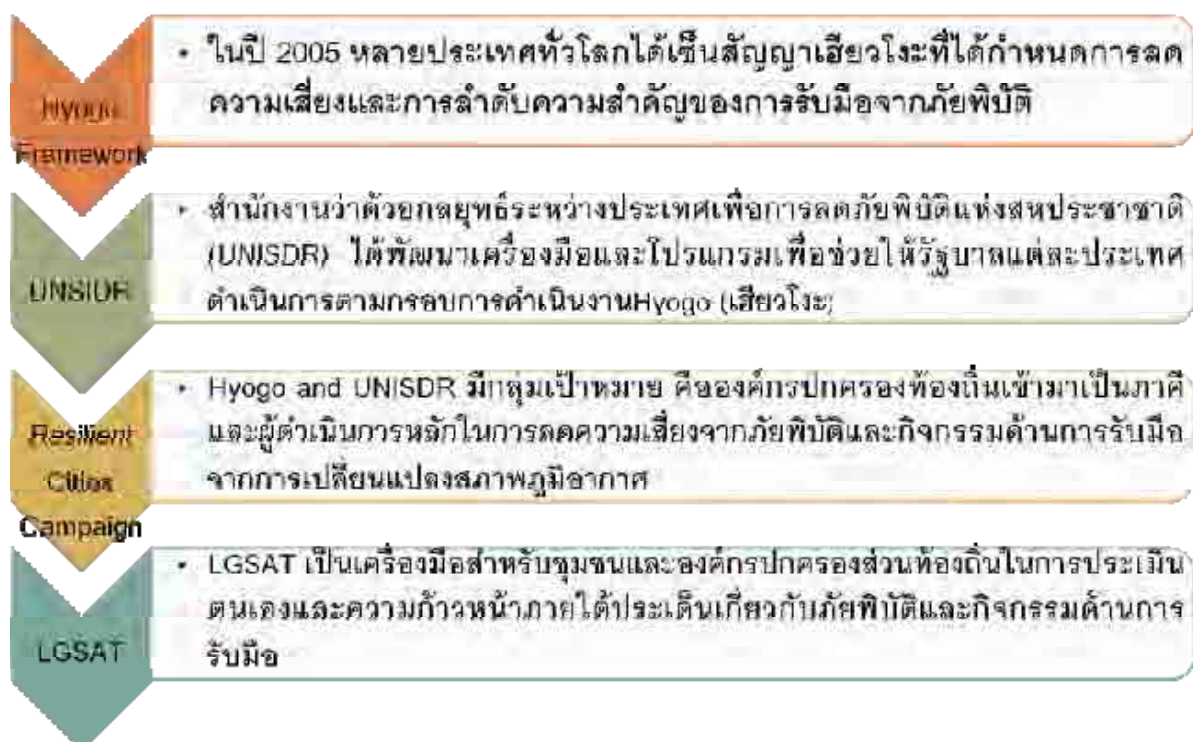 Hyogo
Framework
• ในปี 2005 หลายประเทศทั่วโลกได้เซ็นสัญญาเฮียวโงะที่ได้กำหนดการลด
ความเสี่ยงและการลำดับความสำคัญของการรับมือจากภัยพิบัติ
UNSIDR
• สำนักงานว่าด้วยกลยุทธ์ระหว่างประเทศเพื่อการลดภัยพิบัติแห่งสหประชาชาติ
(UNISDR) ได้พัฒนาเครื่องมือและโปรแกรมเพื่อช่วยให้รัฐบาลแต่ละประเทศ
ดำเนินการตามกรอบการดำเนินงานHyogo (เฮียวโงะ)
Resilient
Cities
Campaign
• Hyogo and UNISDR มีกลุ่มเป้าหมาย คือองค์กรปกครองท้องถิ่นเข้ามาเป็นภาคี
และผู้ดำเนินการหลักในการลดความเสี่ยงจากภัยพิบัติและกิจกรรมด้านการรับมือ
จากการเปลี่ยนแปลงสภาพภูมิอากาศ
LGSAT
• LGSAT เป็นเครื่องมือสำหรับชุมชนและองค์กรปกครองส่วนท้องถิ่นในการประเมิน
ตนเองและความก้าวหน้าภายใต้ประเด็นเกี่ยวกับภัยพิบัติและกิจกรรมด้านการ
รับมือ